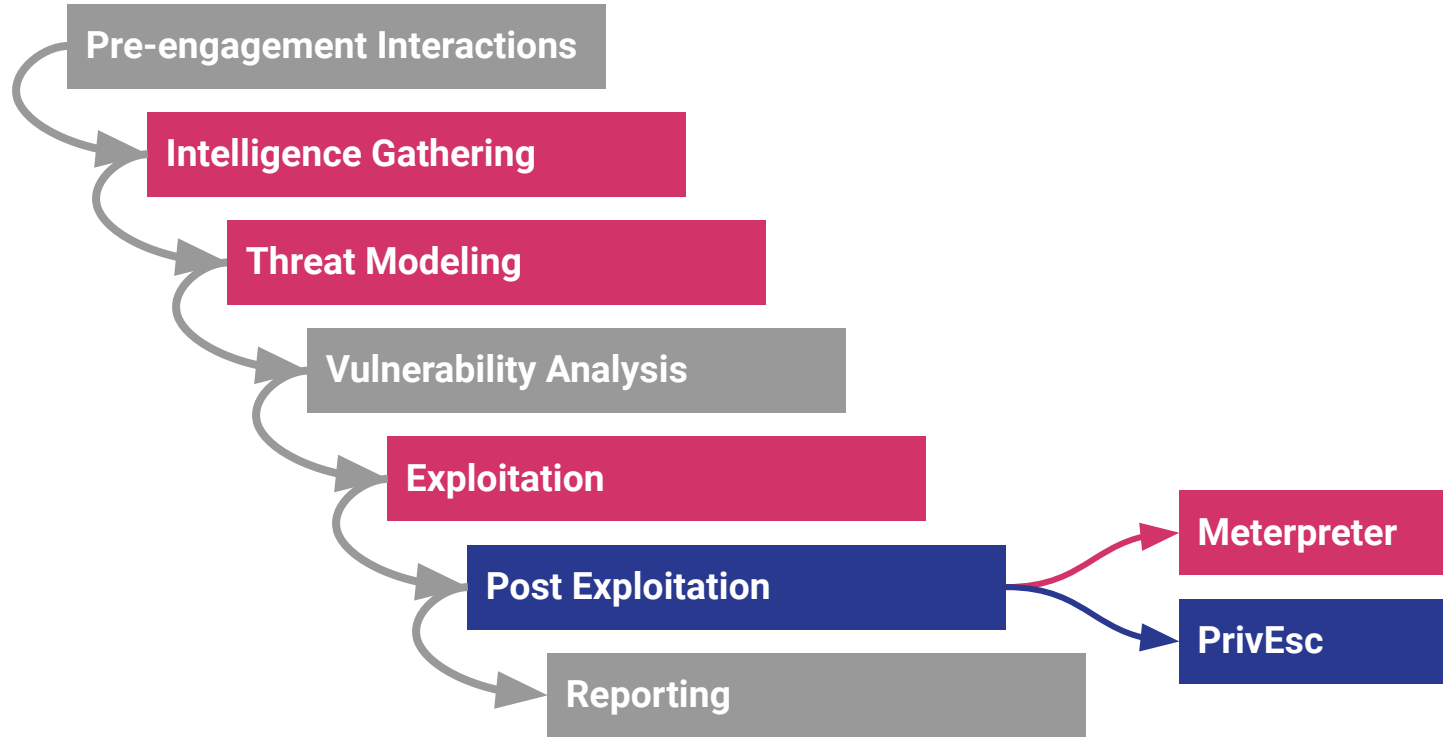 Pre-engagement Interactions
Intelligence Gathering
Threat Modeling
Vulnerability Analysis
Exploitation
Post Exploitation
Meterpreter
PrivEsc
Reporting